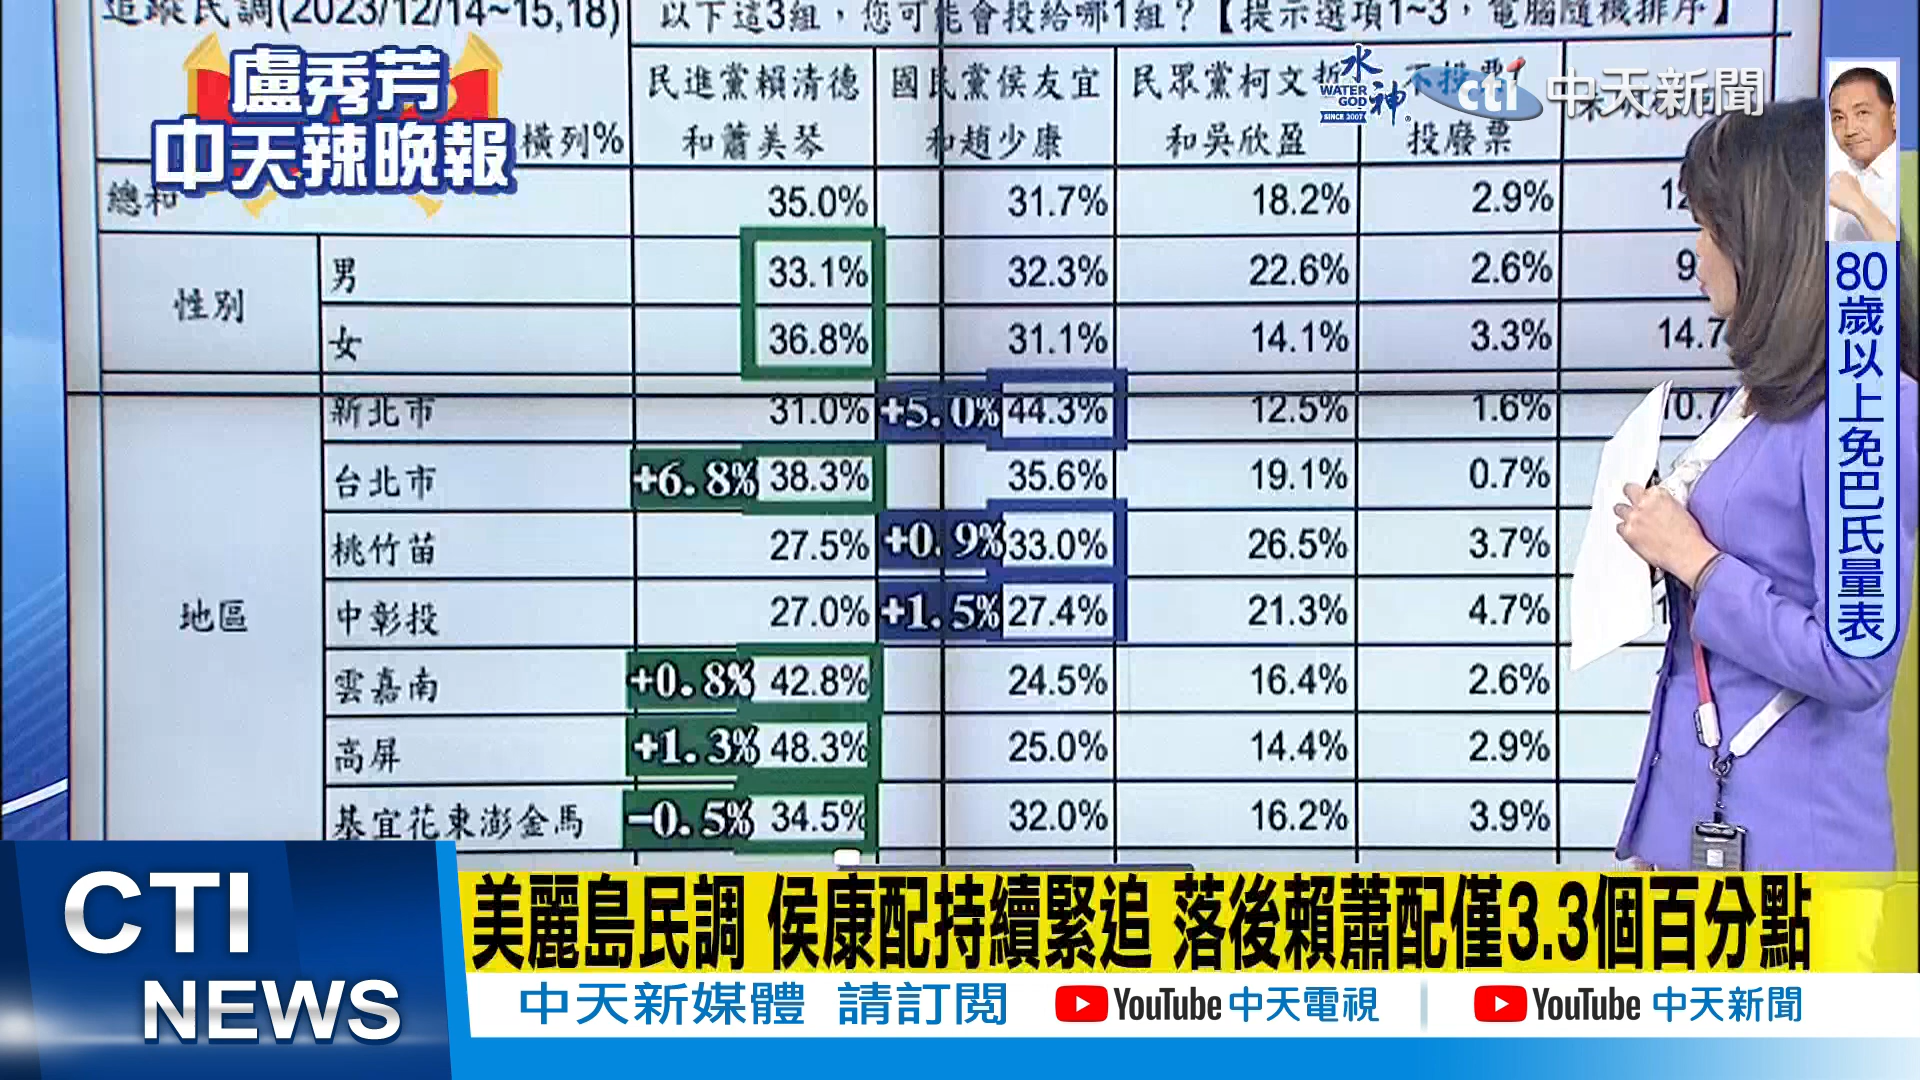 追蹤民調(2023/12/14~15,18)
以下這3組，您可能會投給哪1組？【提示選項1~3，電腦隨機排序】
盧秀芳
中天辣晚報
橫列%
民進黨賴清德
和蕭美琴
國民黨侯友宜
和趙少康
民眾黨柯文哲
和吳欣盈
不投票/
投廢票
水神
WATER GOD
SINCE 2007
cti 中天新聞
總和 35.0% 31.7% 18.2% 2.9%
性別
男 33.1% 32.3% 22.6% 2.6%
女 36.8% 31.1% 14.1% 3.3% 14.7
地區
新北市 31.0% +5.0% 44.3% 12.5% 1.6%
台北市 +6.8% 38.3% 35.6% 19.1% 0.7%
桃竹苗 27.5% +0.9% 33.0% 26.5% 3.7%
中彰投 27.0% +1.5% 27.4% 21.3% 4.7%
雲嘉南 +0.8% 42.8% 24.5% 16.4% 2.6%
高屏 +1.3% 48.3% 25.0% 14.4% 2.9%
基宜花東澎金馬 -0.5% 34.5% 32.0% 16.2% 3.9%
80歲以上免巴氏量表
CTI
NEWS
美麗島民調 侯康配持續緊追 落後賴蕭配僅3.3個百分點
中天新媒體 請訂閱 YouTube 中天電視 | YouTube 中天新聞